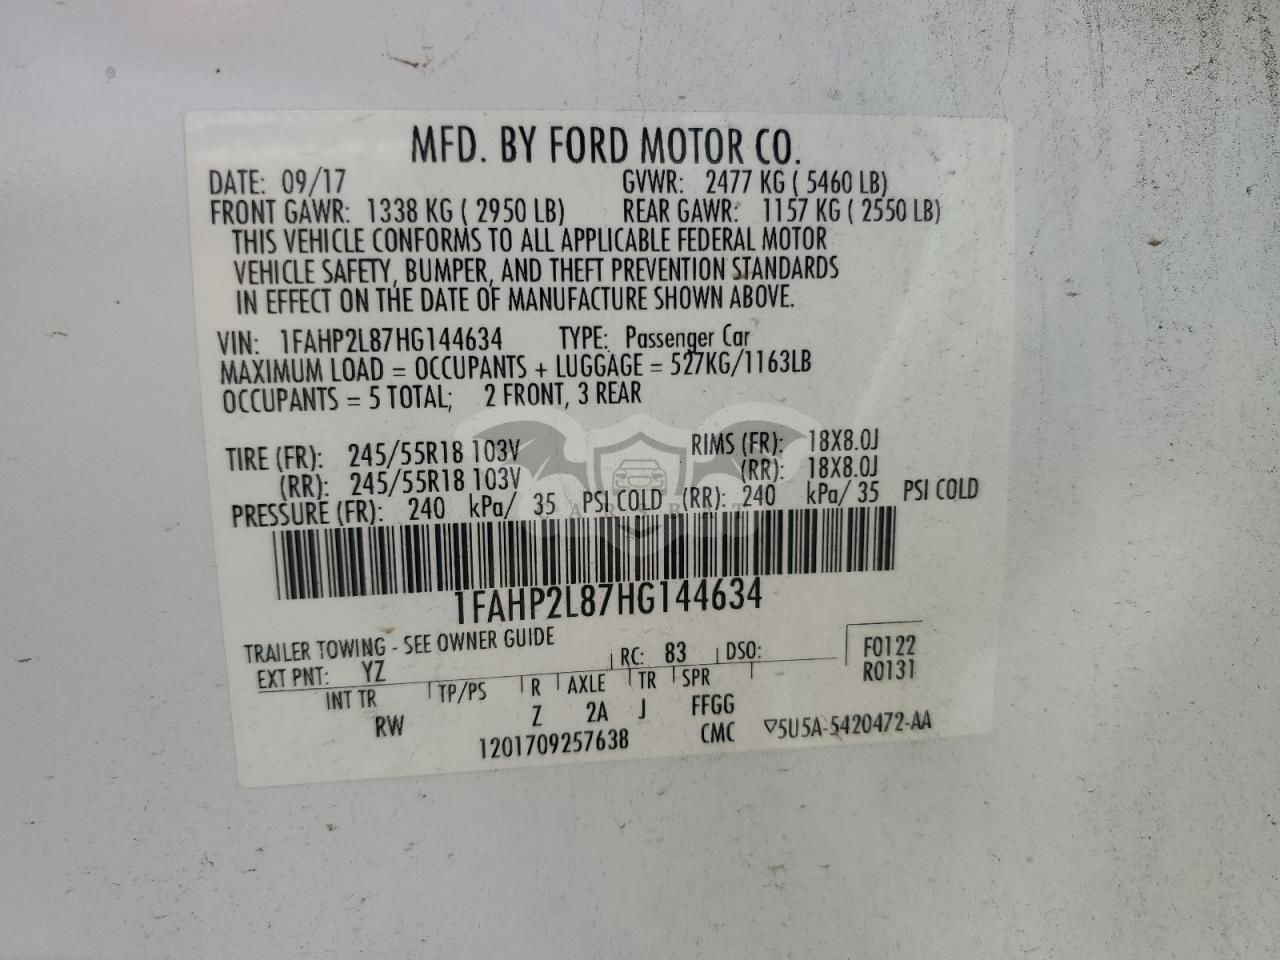 MFD. BY FORD MOTOR CO.
DATE: 09/17 GVWR: 2477 KG ( 5460 LB)
FRONT GAWR: 1338 KG ( 2950 LB) REAR GAWR: 1157 KG ( 2550 LB)
THIS VEHICLE CONFORMS TO ALL APPLICABLE FEDERAL MOTOR
VEHICLE SAFETY, BUMPER, AND THEFT PREVENTION STANDARDS
IN EFFECT ON THE DATE OF MANUFACTURE SHOWN ABOVE.
VIN: 1FAHP2L87HG144634 TYPE: Passenger Car
MAXIMUM LOAD = OCCUPANTS + LUGGAGE = 527KG/1163LB
OCCUPANTS = 5 TOTAL; 2 FRONT, 3 REAR
TIRE (FR): 245/55R18 103V RIMS (FR): 18X8.0J
(RR): 245/55R18 103V (RR): 18X8.0J
PRESSURE (FR): 240 kPa/ 35 PSI COLD (RR): 240 kPa/ 35 PSI COLD
1FAHP2L87HG144634
TRAILER TOWING - SEE OWNER GUIDE
EXT PNT: YZ RC: 83 DSO: F0122
R0131
INT TR TP/PS R AXLE TR SPR
RW Z 2A J FFGG
1201709257638 CMC ▽5U5A-5420472-AA